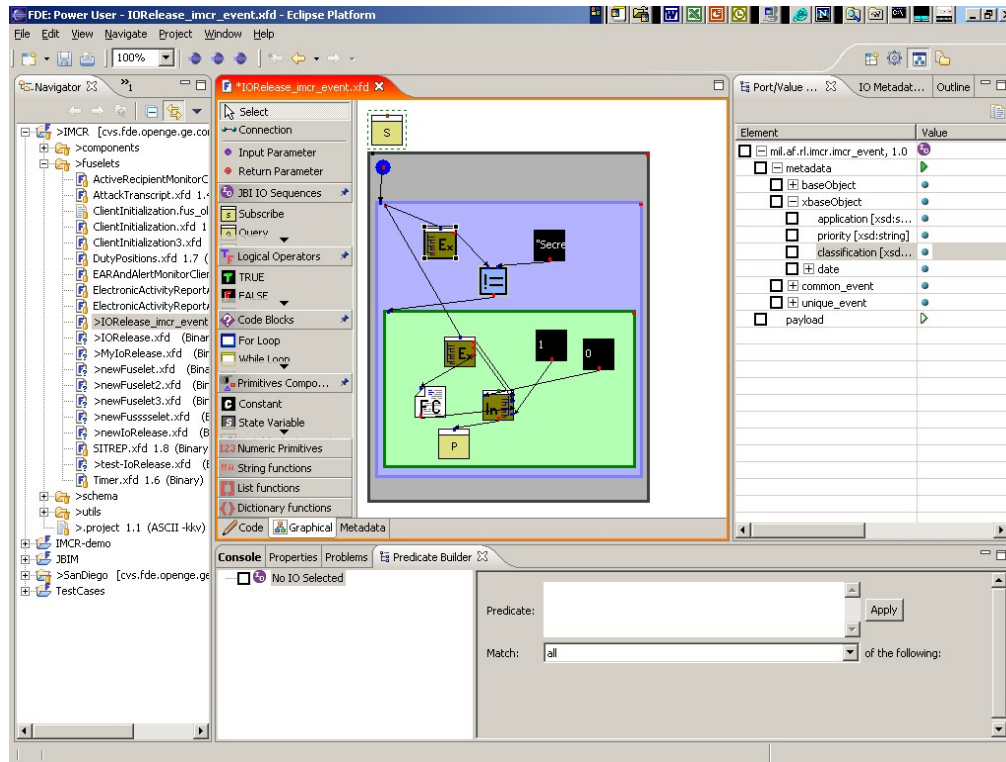 FDE: Power User - IORelease_imcr_event.xfd - Eclipse Platform
File Edit View Navigate Project Window Help
100%
Navigator
»1
>IMCR [cvs.fde.openge.ge.co
>components
>fuselets
ActiveRecipientMonitorC
AttackTranscript.xfd 1.4
ClientInitialization.fus_ol
ClientInitialization.xfd 1
ClientInitialization3.xfd
DutyPositions.xfd 1.7 (
EARAndAlertMonitorClier
ElectronicActivityReport
ElectronicActivityReport
>IORelease_imcr_event
>IORelease.xfd (Binar
>MyIoRelease.xfd (Bir
>newFuselet.xfd (Bina
>newFuselet2.xfd (Bir
>newFuselet3.xfd (Bir
>newFusssselet.xfd (E
>newIoRelease.xfd (B
SITREP.xfd 1.8 (Binary
>test-IoRelease.xfd (E
Timer.xfd 1.6 (Binary)
>schema
>utils
>.project 1.1 (ASCII -kkv)
IMCR-demo
JBIM
>SanDiego [cvs.fde.openge.ge
TestCases
*IORelease_imcr_event.xfd
Select
Connection
Input Parameter
Return Parameter
JBI IO Sequences
Subscribe
Query
Logical Operators
TRUE
FALSE
Code Blocks
For Loop
While Loop
Primitives Compo...
Constant
State Variable
123 Numeric Primitives
String functions
List functions
Dictionary functions
Code Graphical Metadata
S
Ex
"Secre
!=
Ex
1
0
FC
In
P
Port/Value ... IO Metadat... Outline
Element Value
mil.af.rl.imcr.imcr_event, 1.0
metadata
baseObject
xbaseObject
application [xsd:s...
priority [xsd:string]
classification [xsd...
date
common_event
unique_event
payload
Console Properties Problems Predicate Builder
No IO Selected
Predicate:
Apply
Match: all of the following: